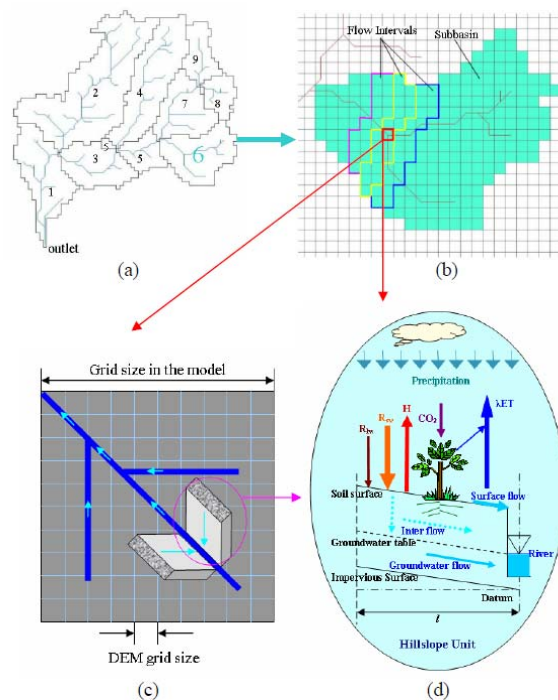 9
2
4
7
8
5
3
5
6
1
outlet
(a)
Flow Intervals
Subbasin
(b)
Grid size in the model
DEM grid size
(c)
Precipitation
H
CO₂
λET
Soil surface
Surface flow
Inter flow
Groundwater table
River
Groundwater flow
Impervious Surface
Datum
l
Hillslope Unit
(d)